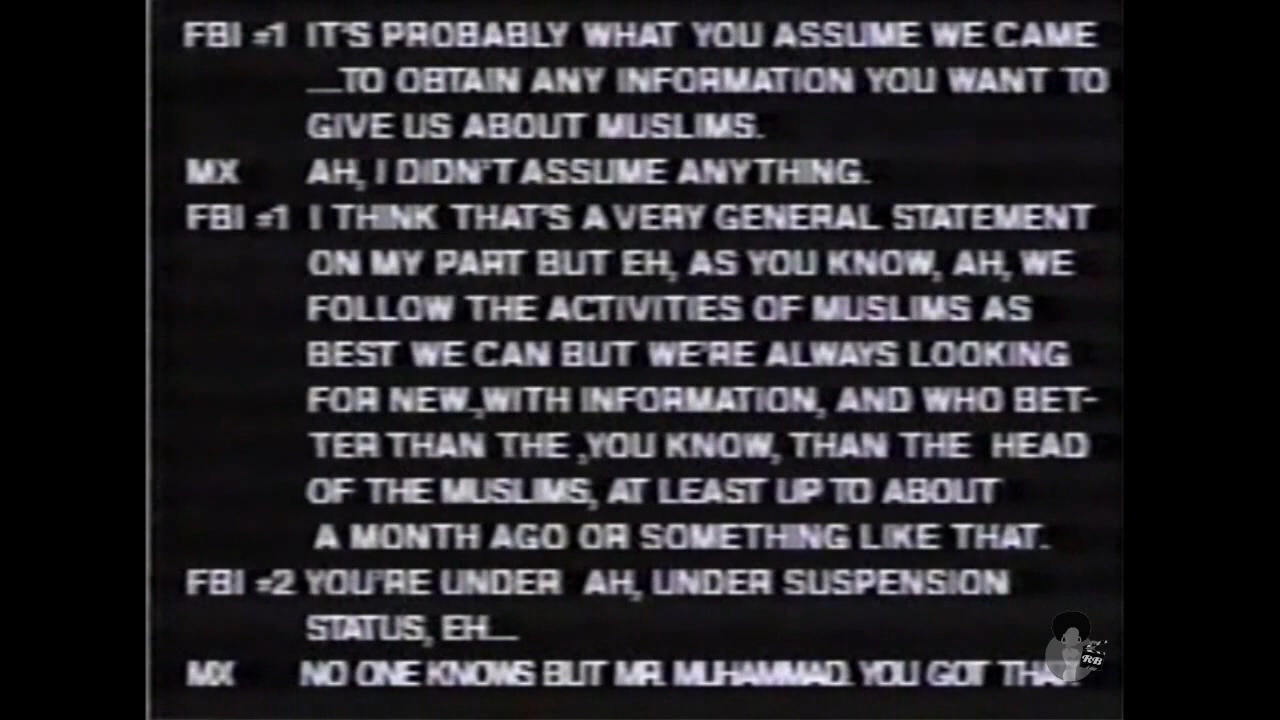 FBI #1 IT'S PROBABLY WHAT YOU ASSUME WE CAME
....TO OBTAIN ANY INFORMATION YOU WANT TO
GIVE US ABOUT MUSLIMS.
MX AH, I DIDN'T ASSUME ANYTHING.
FBI #1 I THINK THAT'S A VERY GENERAL STATEMENT
ON MY PART BUT EH, AS YOU KNOW, AH, WE
FOLLOW THE ACTIVITIES OF MUSLIMS AS
BEST WE CAN BUT WE'RE ALWAYS LOOKING
FOR NEW..,WITH INFORMATION, AND WHO BET-
TER THAN THE ,YOU KNOW, THAN THE HEAD
OF THE MUSLIMS, AT LEAST UP TO ABOUT
A MONTH AGO OR SOMETHING LIKE THAT.
FBI #2 YOU'RE UNDER AH, UNDER SUSPENSION
STATUS, EH....
MX NO ONE KNOWS BUT MR. MUHAMMAD. YOU GOT THAT
RB